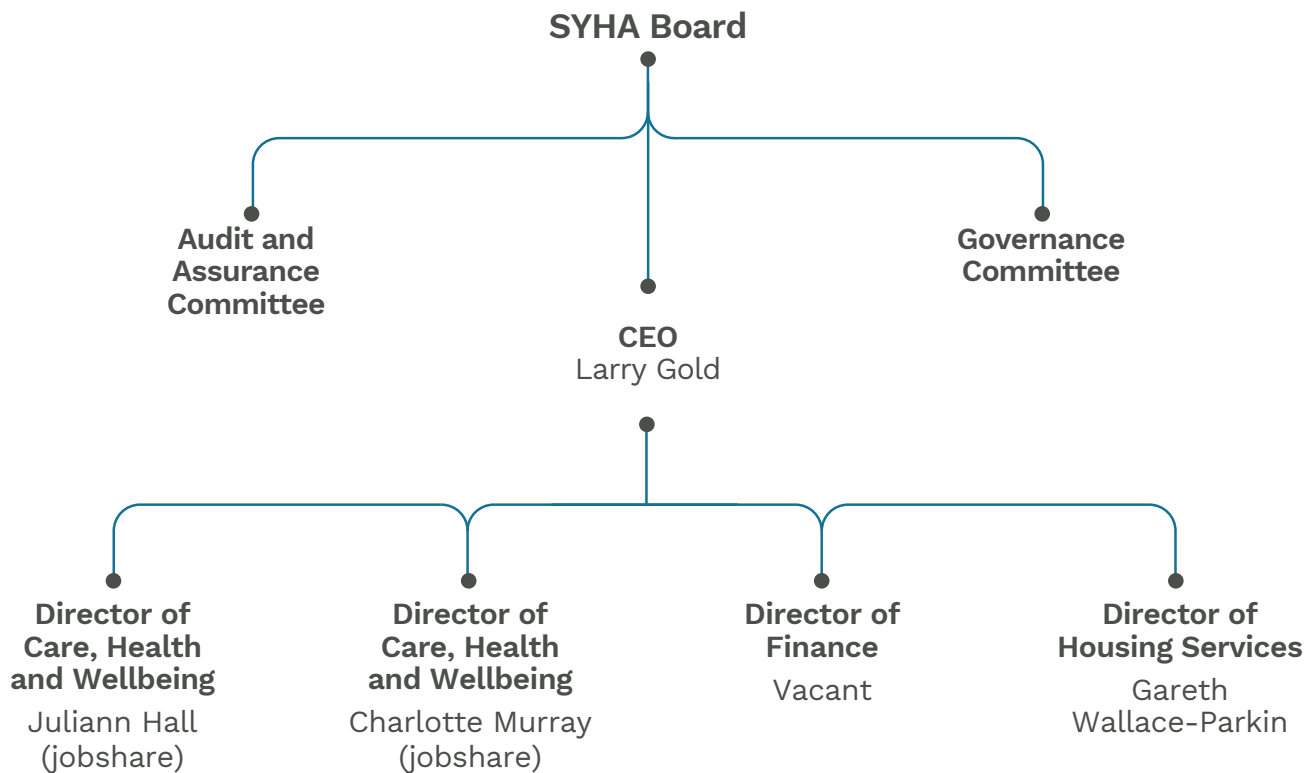 SYHA Board
Audit and
Assurance
Committee
Governance
Committee
CEO
Larry Gold
Director of
Care, Health
and Wellbeing
Juliann Hall
(jobshare)
Director of
Care, Health
and Wellbeing
Charlotte Murray
(jobshare)
Director of
Finance
Vacant
Director of
Housing Services
Gareth
Wallace-Parkin